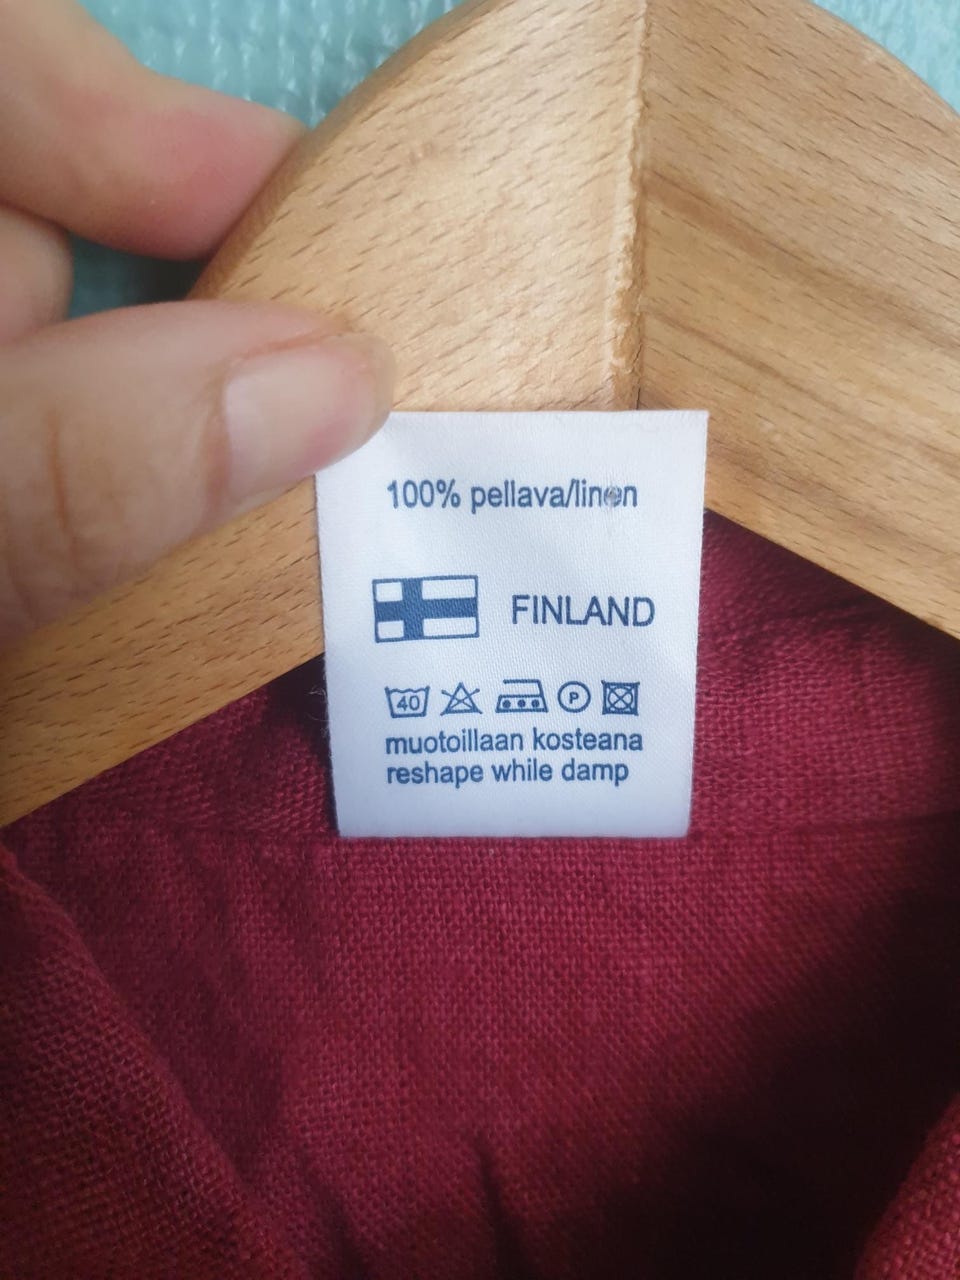 100% pellava/linen
FINLAND
40 P
muotoillaan kosteana
reshape while damp